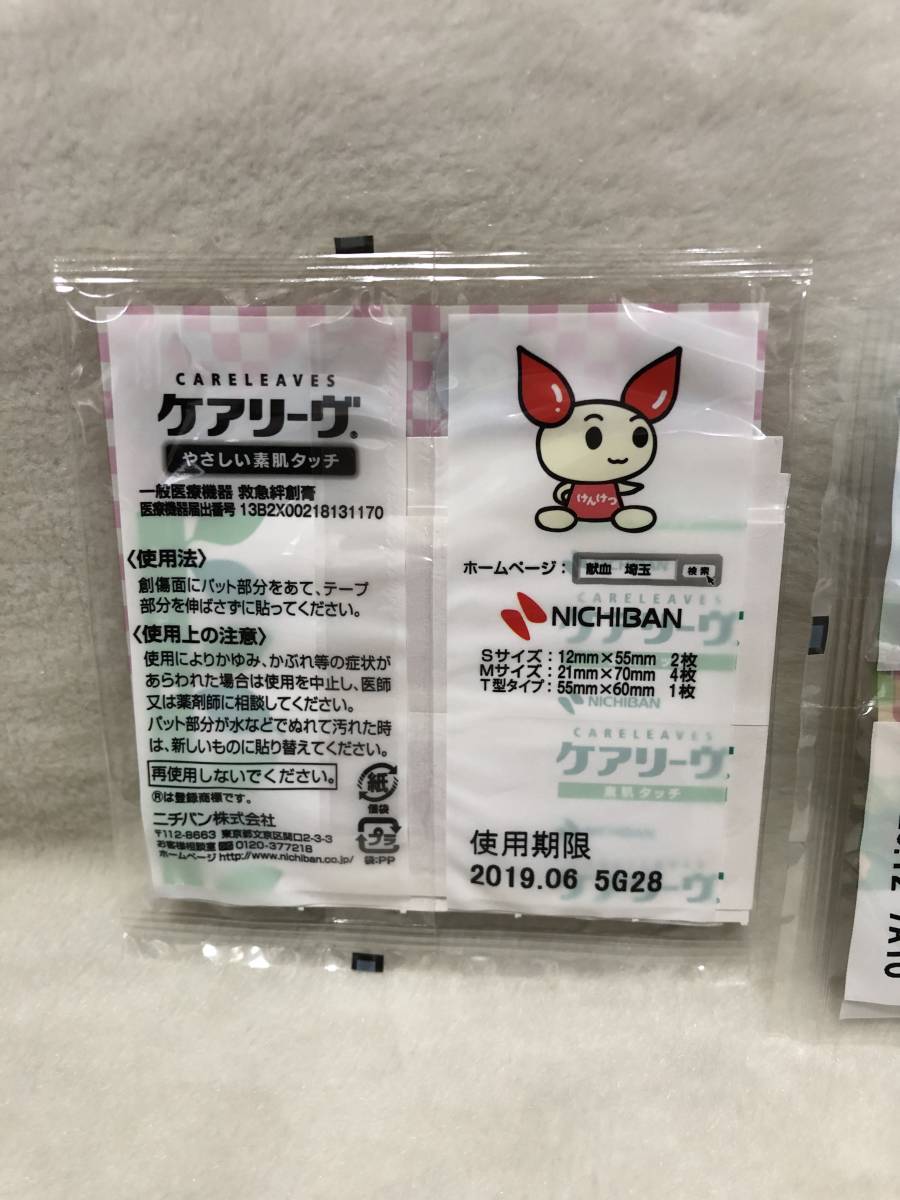 CARELEAVES
ケアリーヴ®
やさしい素肌タッチ
一般医療機器 救急絆創膏
医療機器届出番号 13B2X00218131170
〈使用法〉
創傷面にパット部分をあて、テープ
部分を伸ばさずに貼ってください。
〈使用上の注意〉
使用によりかゆみ、かぶれ等の症状が
あらわれた場合は使用を中止し、医師
又は薬剤師に相談してください。
パット部分が水などでぬれて汚れた時
は、新しいものに貼り替えてください。
再使用しないでください。
®は登録商標です。
ニチバン株式会社
〒112-8663 東京都文京区関口2-3-3
お客様相談室 0120-377218
ホームページ http://www.nichiban.co.jp/
紙
個袋
プラ
袋:PP
けんけつ
ホームページ: 献血 埼玉 検索
NICHIBAN
Sサイズ:12mm×55mm 2枚
Mサイズ:21mm×70mm 4枚
T型タイプ:55mm×60mm 1枚
CARELEAVES
NICHIBAN
CARELEAVES
ケアリーヴ
素肌タッチ
使用期限
2019.06 5G28
7A10